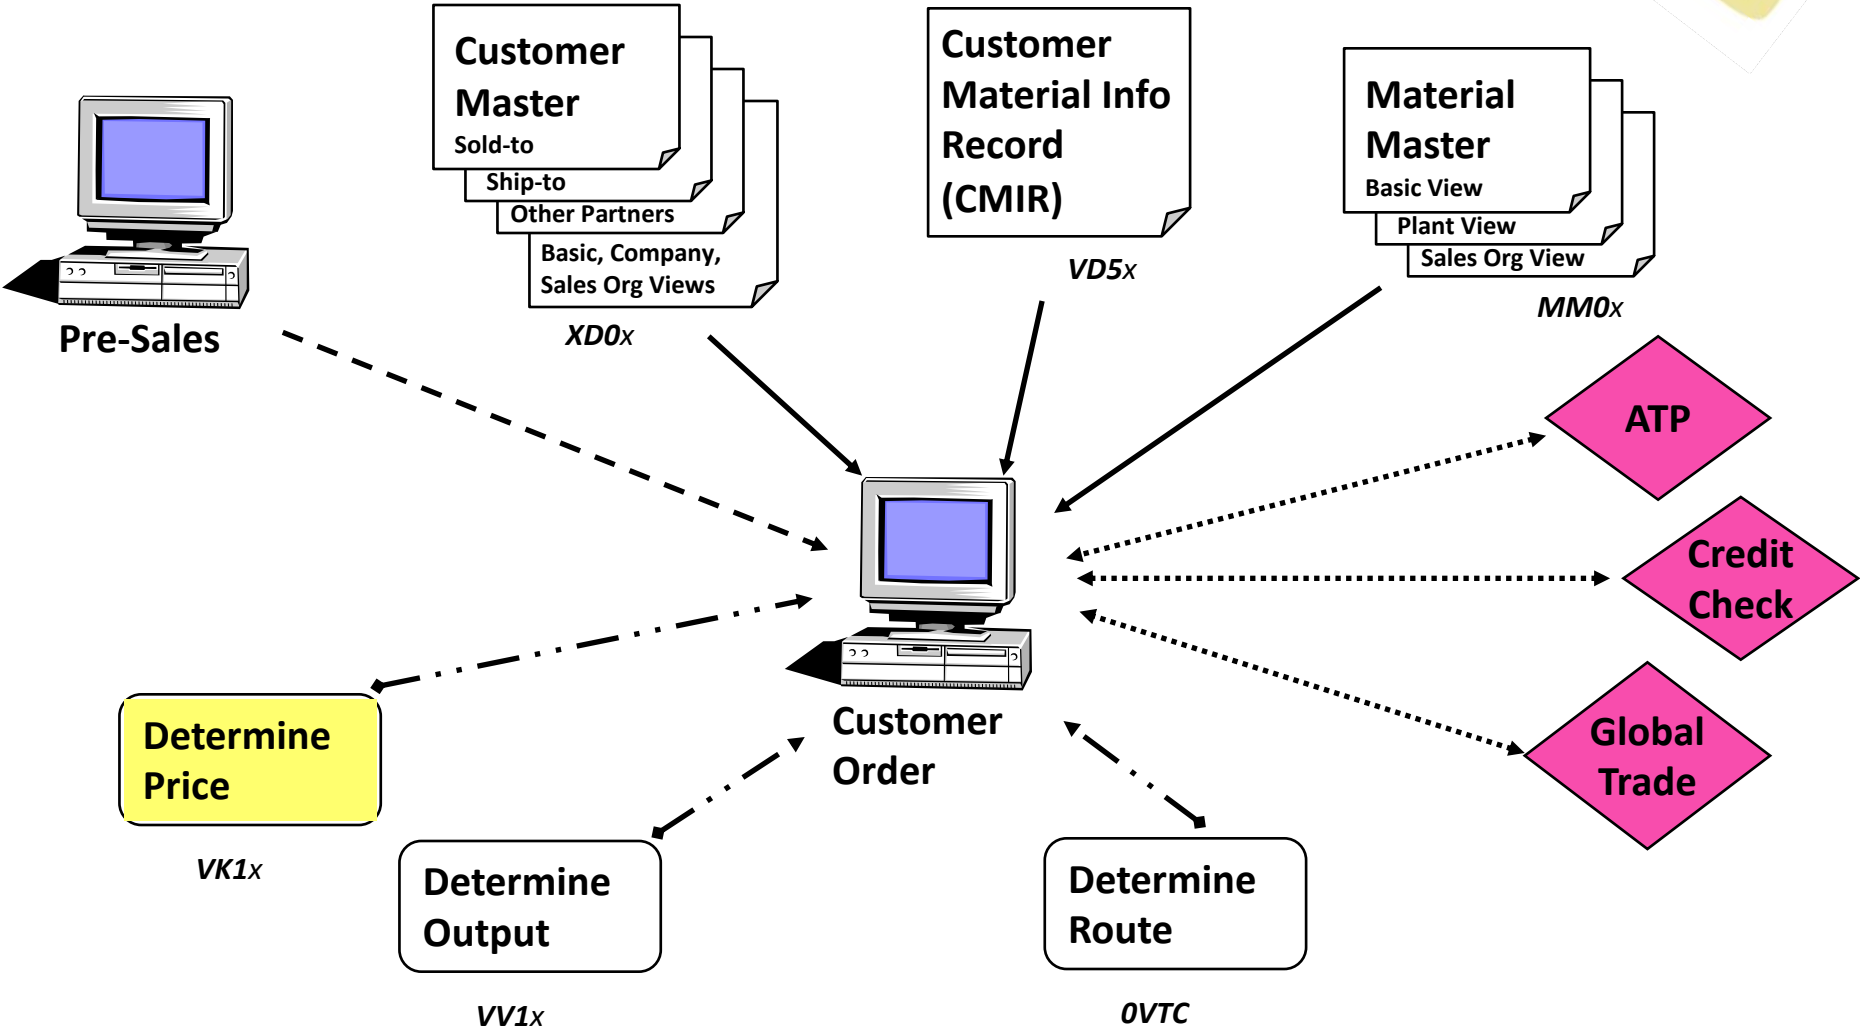 Customer
Master
Sold-to
Ship-to
Other Partners
Basic, Company,
Sales Org Views
XD0x
Customer
Material Info
Record
(CMIR)
VD5x
Material
Master
Basic View
Plant View
Sales Org View
MM0x
Pre-Sales
ATP
Credit
Check
Global
Trade
Customer
Order
Determine
Price
VK1x
Determine
Output
VV1x
Determine
Route
0VTC